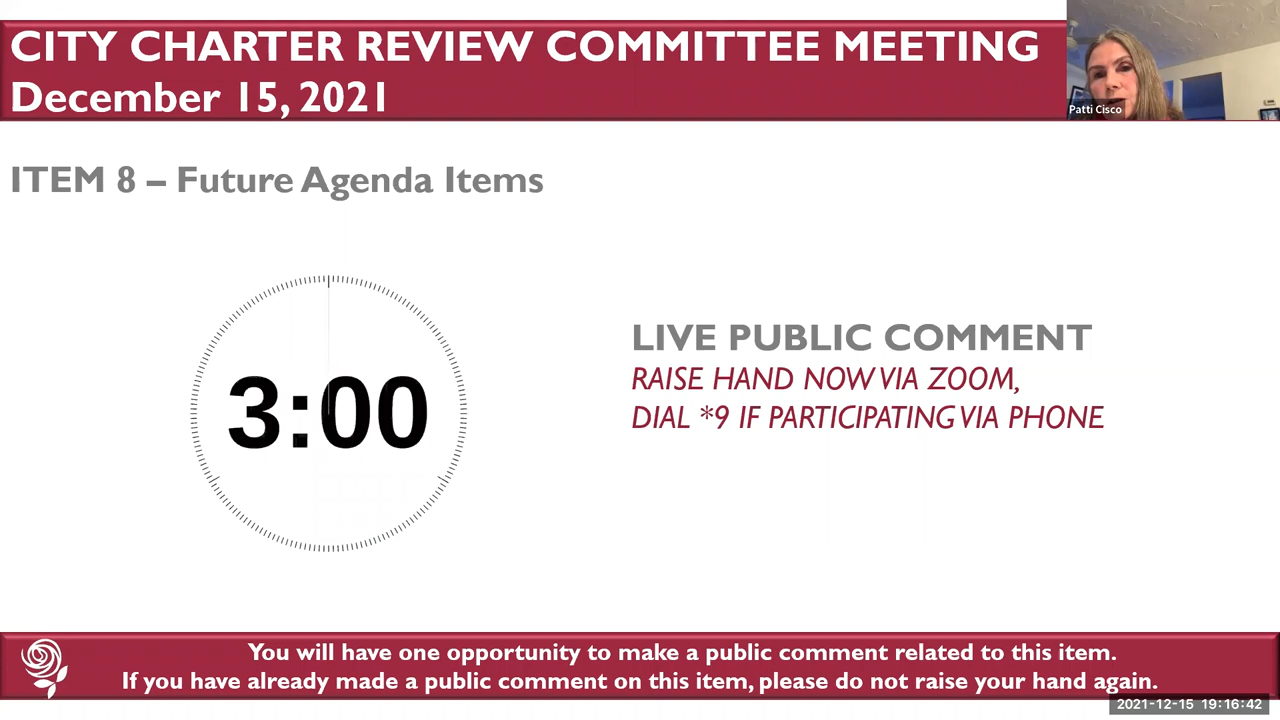 CITY CHARTER REVIEW COMMITTEE MEETING
December 15, 2021
Patti Cisco
ITEM 8 – Future Agenda Items
3:00
LIVE PUBLIC COMMENT
RAISE HAND NOW VIA ZOOM,
DIAL *9 IF PARTICIPATING VIA PHONE
You will have one opportunity to make a public comment related to this item.
If you have already made a public comment on this item, please do not raise your hand again.
2021-12-15 19:16:42